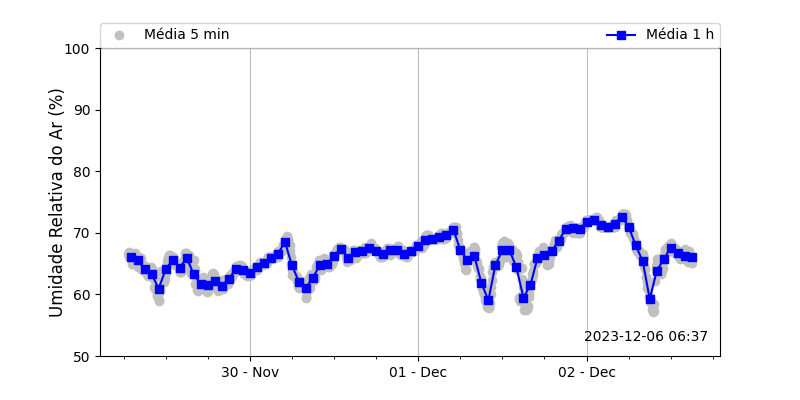 Média 5 min
Média 1 h
100
90
80
70
60
50
Umidade Relativa do Ar (%)
2023-12-06 06:37
30 - Nov
01 - Dec
02 - Dec